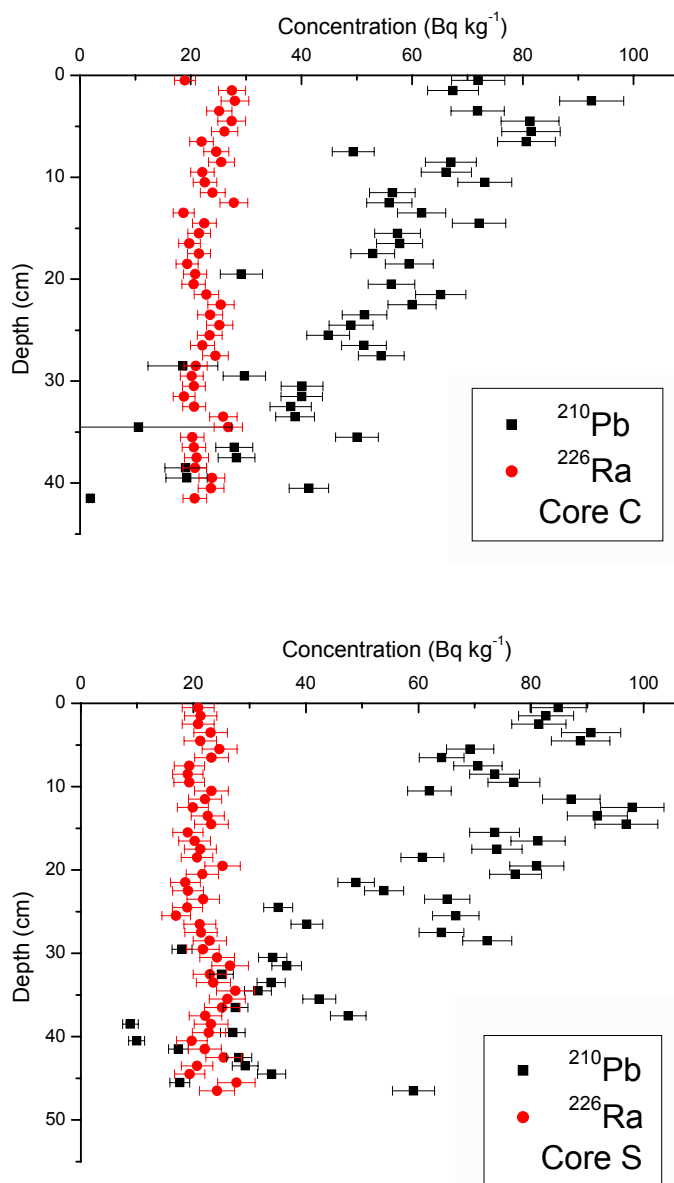 Concentration (Bq kg⁻¹)
0 20 40 60 80 100
0
10
20
30
40
Depth (cm)
²¹⁰Pb
²²⁶Ra
Core C
Concentration (Bq kg⁻¹)
0 20 40 60 80 100
0
10
20
30
40
50
Depth (cm)
²¹⁰Pb
²²⁶Ra
Core S